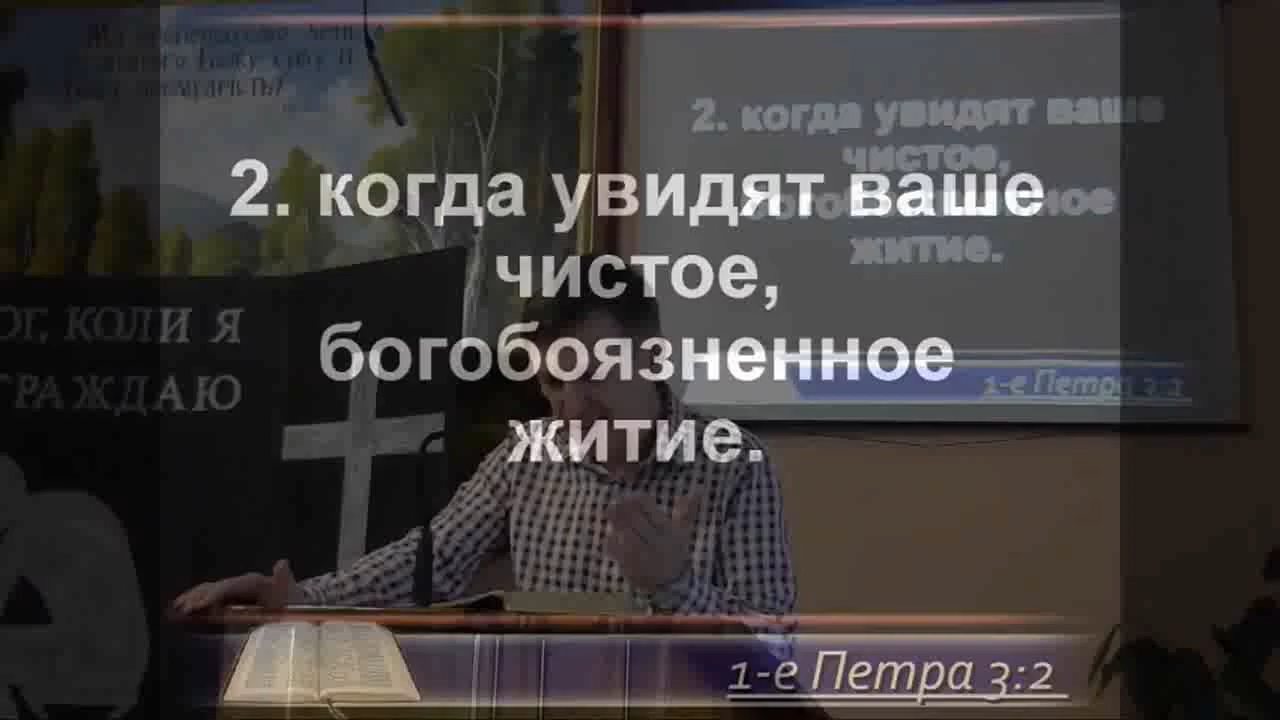 2. когда увидят ваше
чистое,
богобоязненное
житие.
1-е Петра 3:2
2. когда увидят ваше
чистое,
богобоязненное
житие.
1-е Петра 3:2
ОГ, КОЛИ Я
ГРАЖДАЮ